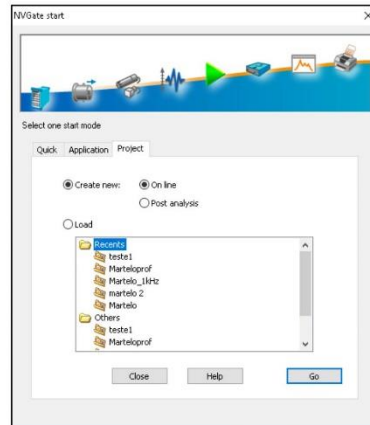 NVGate start
Select one start mode
Quick Application Project
Create new: On line
Post analysis
Load
Recents
teste1
Marteloprof
Martelo_1kHz
martelo 2
Martelo
Others
teste1
Marteloprof
Close Help Go